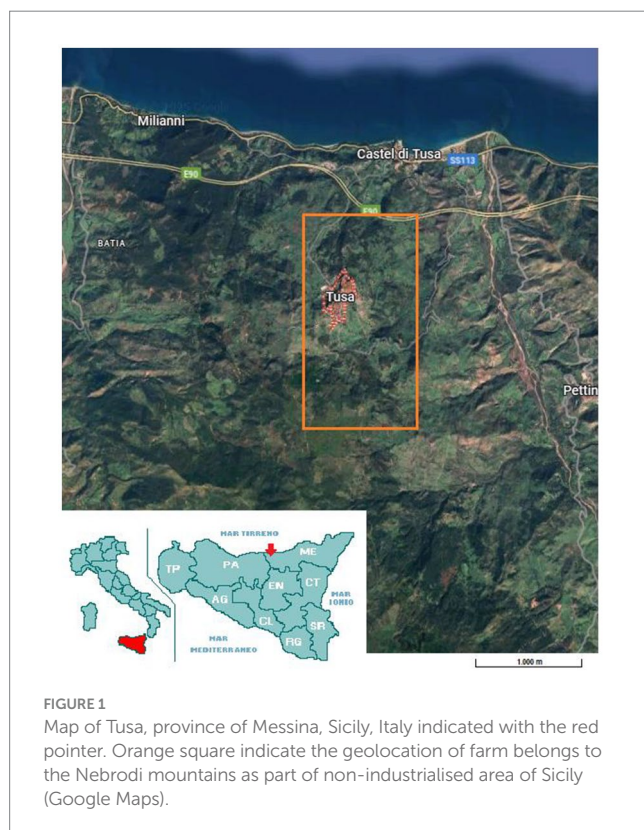 Milianni
Castel di Tusa
SS113
E90
E90
BATIA
Tusa
Pettin
MAR TIRRENO
ME
TP
PA
EN
CT
AG
MAR
IONIO
CL
SR
MAR
MEDITERRANEO
RG
1.000 m
FIGURE 1
Map of Tusa, province of Messina, Sicily, Italy indicated with the red
pointer. Orange square indicate the geolocation of farm belongs to
the Nebrodi mountains as part of non-industrialised area of Sicily
(Google Maps).